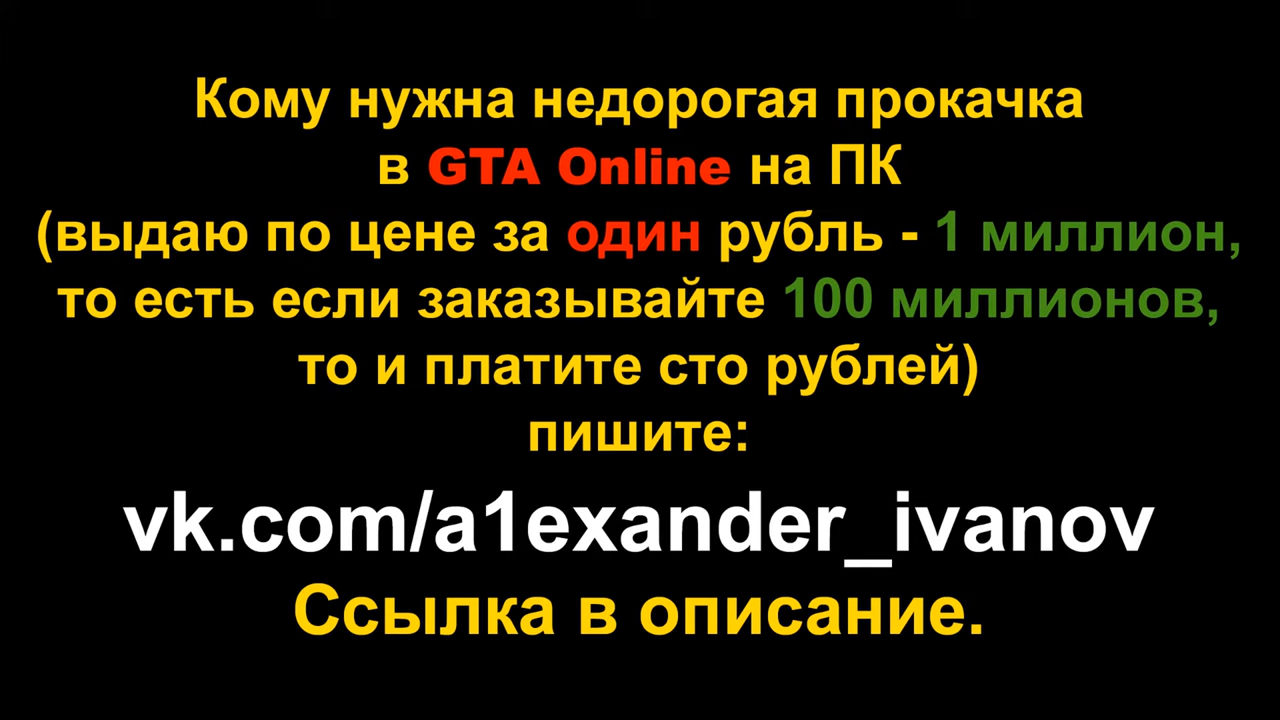 Кому нужна недорогая прокачка
в GTA Online на ПК
(выдаю по цене за один рубль - 1 миллион,
то есть если заказывайте 100 миллионов,
то и платите сто рублей)
пишите:
vk.com/a1exander_ivanov
Ссылка в описание.